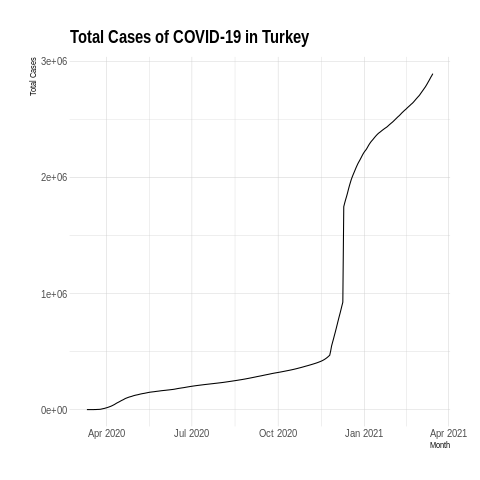 Total Cases of COVID-19 in Turkey
Total Cases
3e+06
2e+06
1e+06
0e+00
Apr 2020
Jul 2020
Oct 2020
Jan 2021
Apr 2021
Month